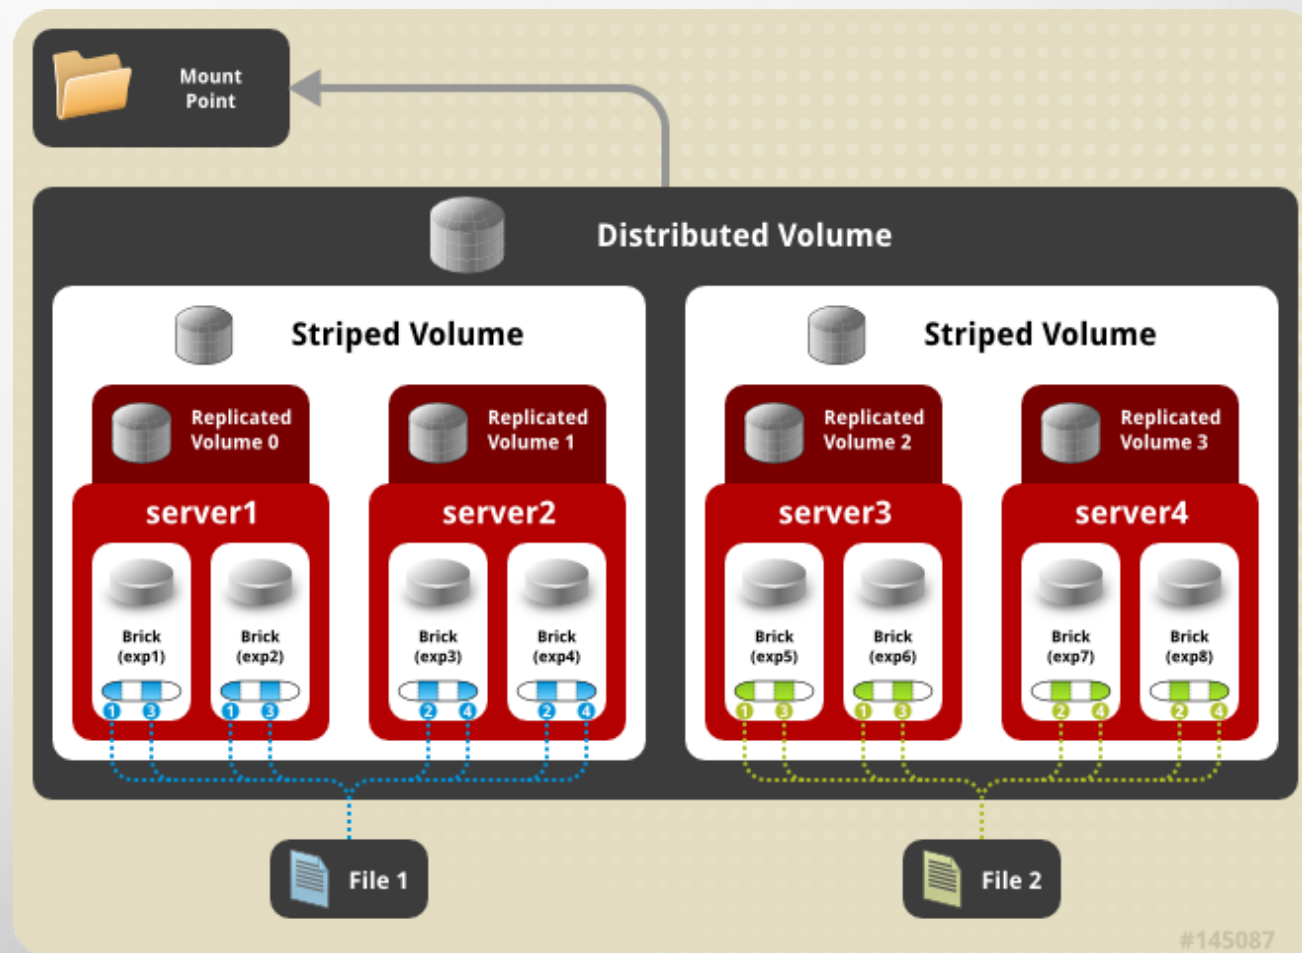 Mount
Point
Distributed Volume
Striped Volume
Replicated
Volume 0
Replicated
Volume 1
server1
server2
Brick
(exp1)
Brick
(exp2)
Brick
(exp3)
Brick
(exp4)
1 3
1 3
2 4
2 4
Striped Volume
Replicated
Volume 2
Replicated
Volume 3
server3
server4
Brick
(exp5)
Brick
(exp6)
Brick
(exp7)
Brick
(exp8)
1 3
1 3
2 4
2 4
File 1
File 2
#145087